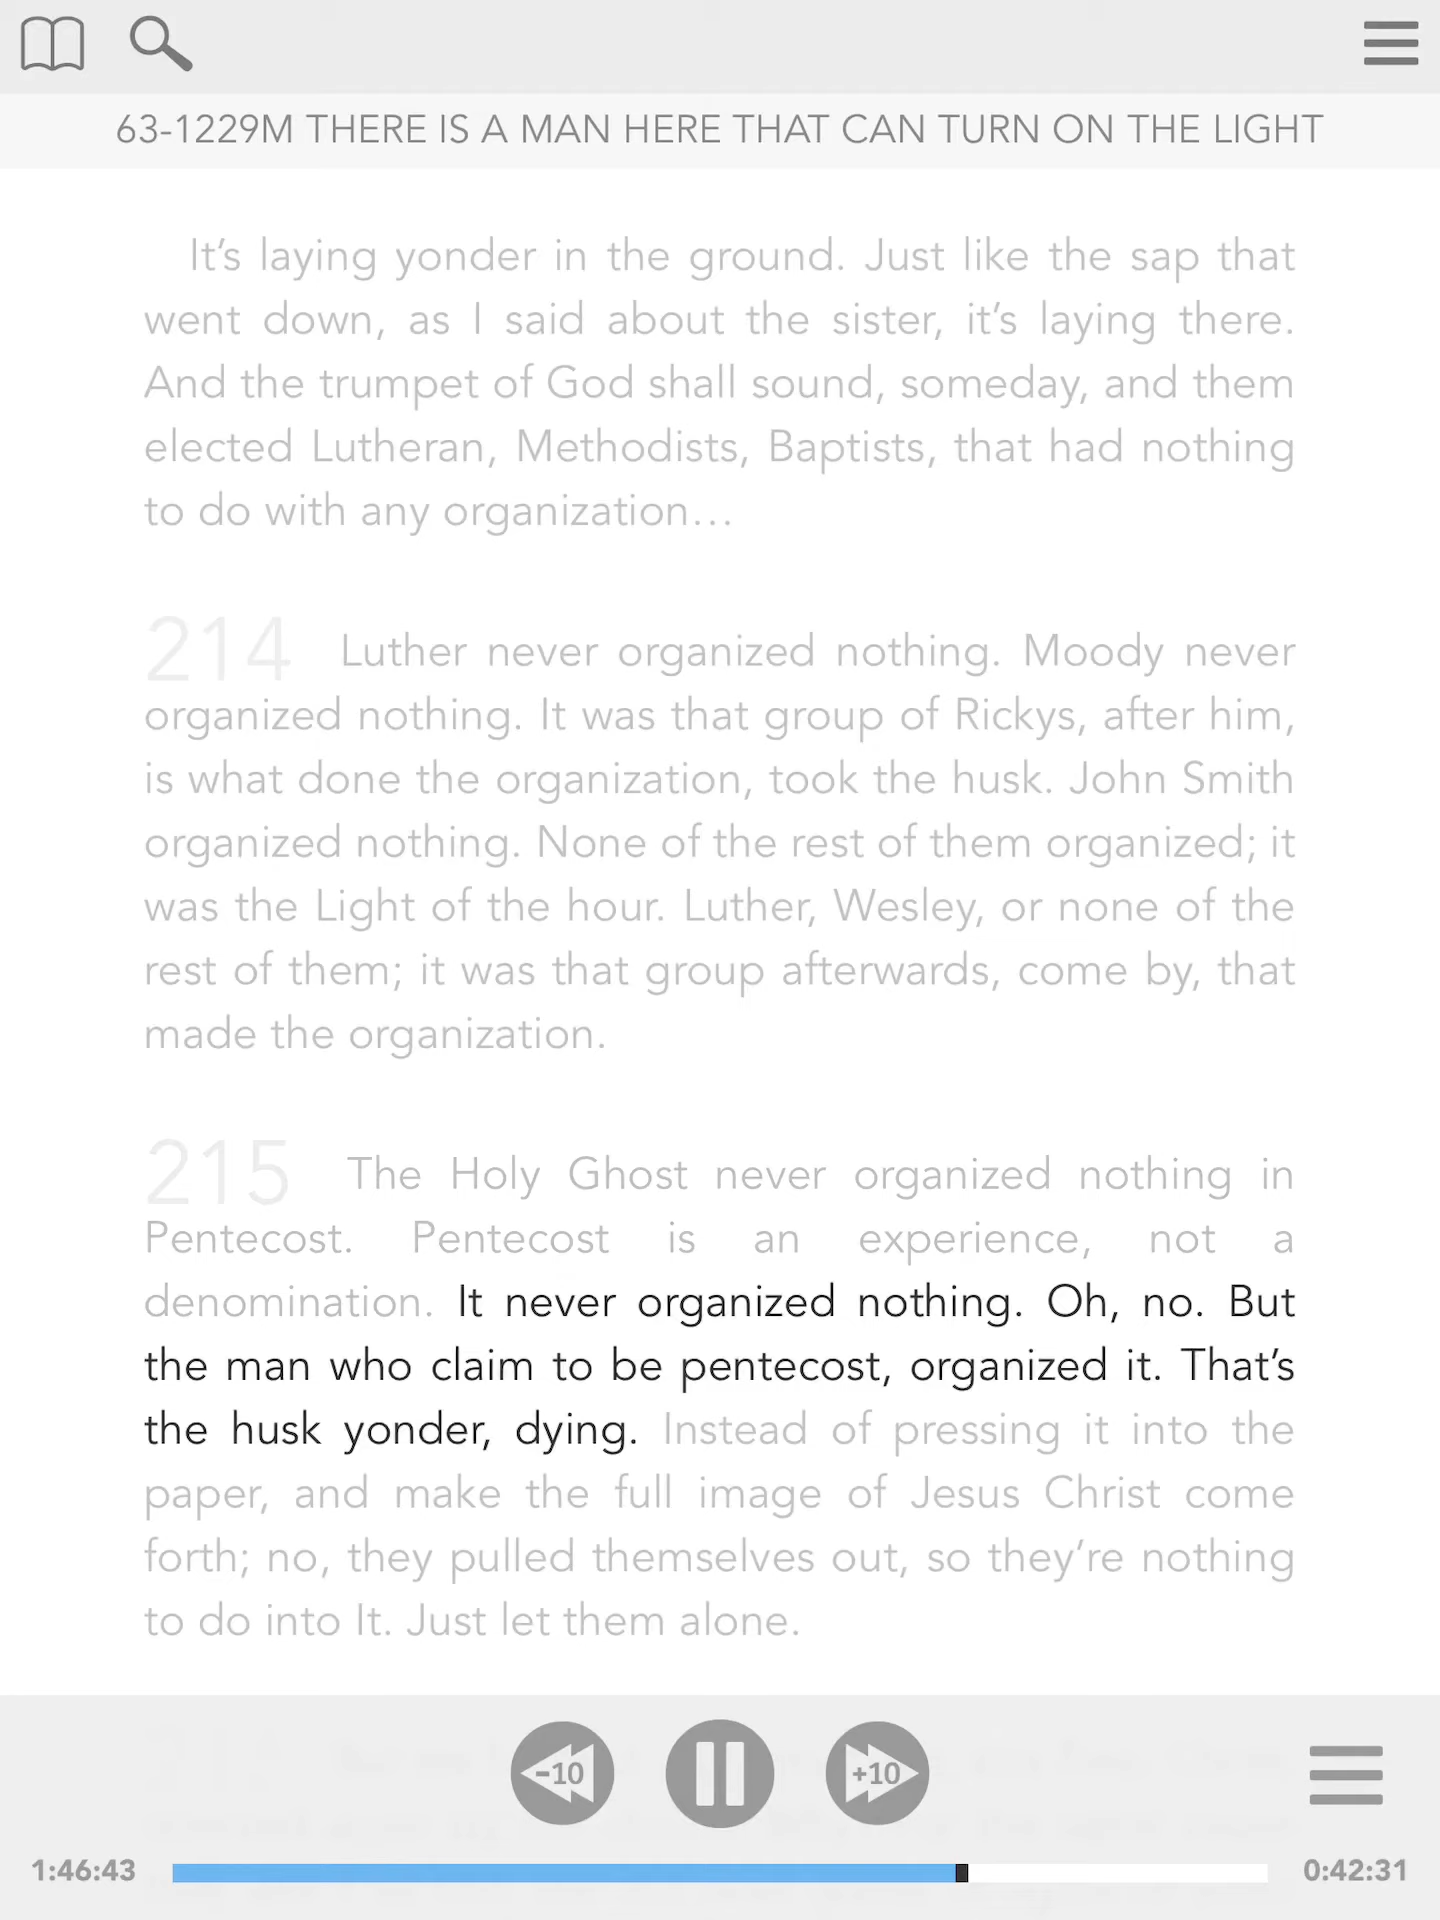 63-1229M THERE IS A MAN HERE THAT CAN TURN ON THE LIGHT
It’s laying yonder in the ground. Just like the sap that
went down, as I said about the sister, it’s laying there.
And the trumpet of God shall sound, someday, and them
elected Lutheran, Methodists, Baptists, that had nothing
to do with any organization…
214 Luther never organized nothing. Moody never
organized nothing. It was that group of Rickys, after him,
is what done the organization, took the husk. John Smith
organized nothing. None of the rest of them organized; it
was the Light of the hour. Luther, Wesley, or none of the
rest of them; it was that group afterwards, come by, that
made the organization.
215 The Holy Ghost never organized nothing in
Pentecost. Pentecost is an experience, not a
denomination. It never organized nothing. Oh, no. But
the man who claim to be pentecost, organized it. That’s
the husk yonder, dying. Instead of pressing it into the
paper, and make the full image of Jesus Christ come
forth; no, they pulled themselves out, so they’re nothing
to do into It. Just let them alone.
-10 +10
1:46:43 0:42:31